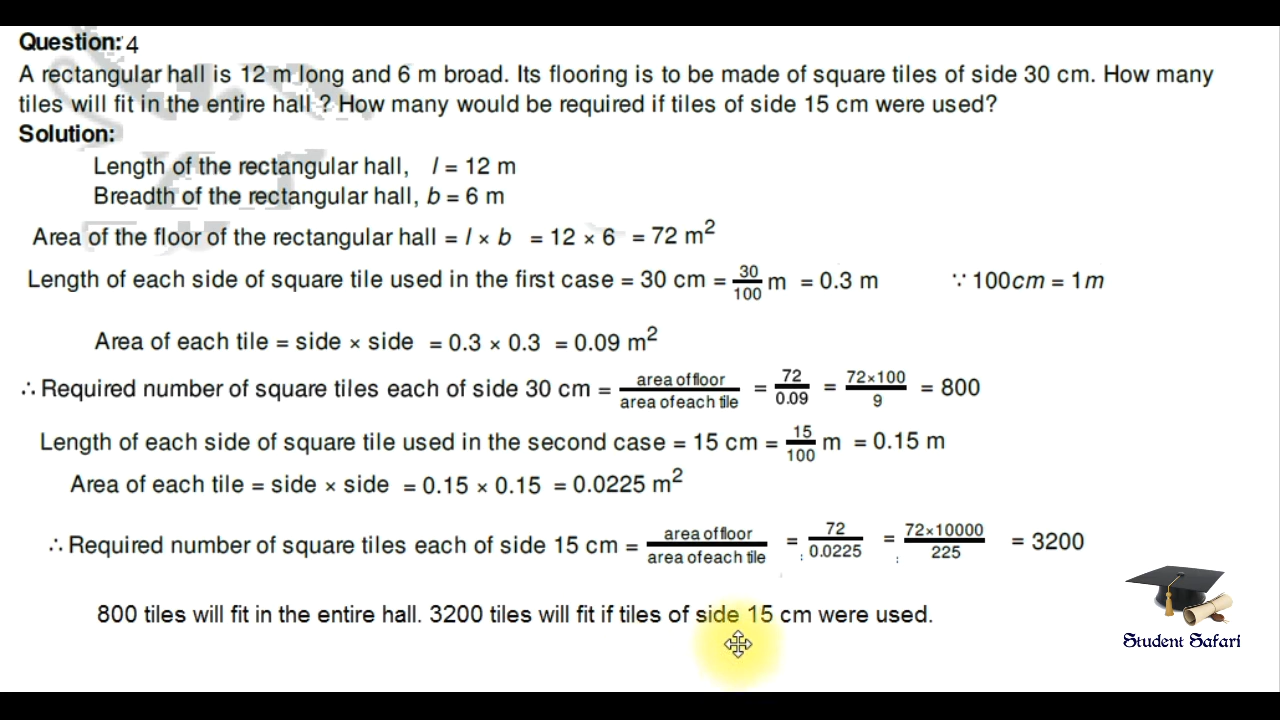 Question: 4
A rectangular hall is 12 m long and 6 m broad. Its flooring is to be made of square tiles of side 30 cm. How many
tiles will fit in the entire hall ? How many would be required if tiles of side 15 cm were used?
Solution:
Length of the rectangular hall, l = 12 m
Breadth of the rectangular hall, b = 6 m
Area of the floor of the rectangular hall = l × b = 12 × 6 = 72 m²
Length of each side of square tile used in the first case = 30 cm = 30/100 m = 0.3 m ∵ 100cm = 1m
Area of each tile = side × side = 0.3 × 0.3 = 0.09 m²
∴ Required number of square tiles each of side 30 cm = area of floor/area of each tile = 72/0.09 = 72×100/9 = 800
Length of each side of square tile used in the second case = 15 cm = 15/100 m = 0.15 m
Area of each tile = side × side = 0.15 × 0.15 = 0.0225 m²
∴ Required number of square tiles each of side 15 cm = area of floor/area of each tile = 72/0.0225 = 72×10000/225 = 3200
800 tiles will fit in the entire hall. 3200 tiles will fit if tiles of side 15 cm were used.
Student Safari